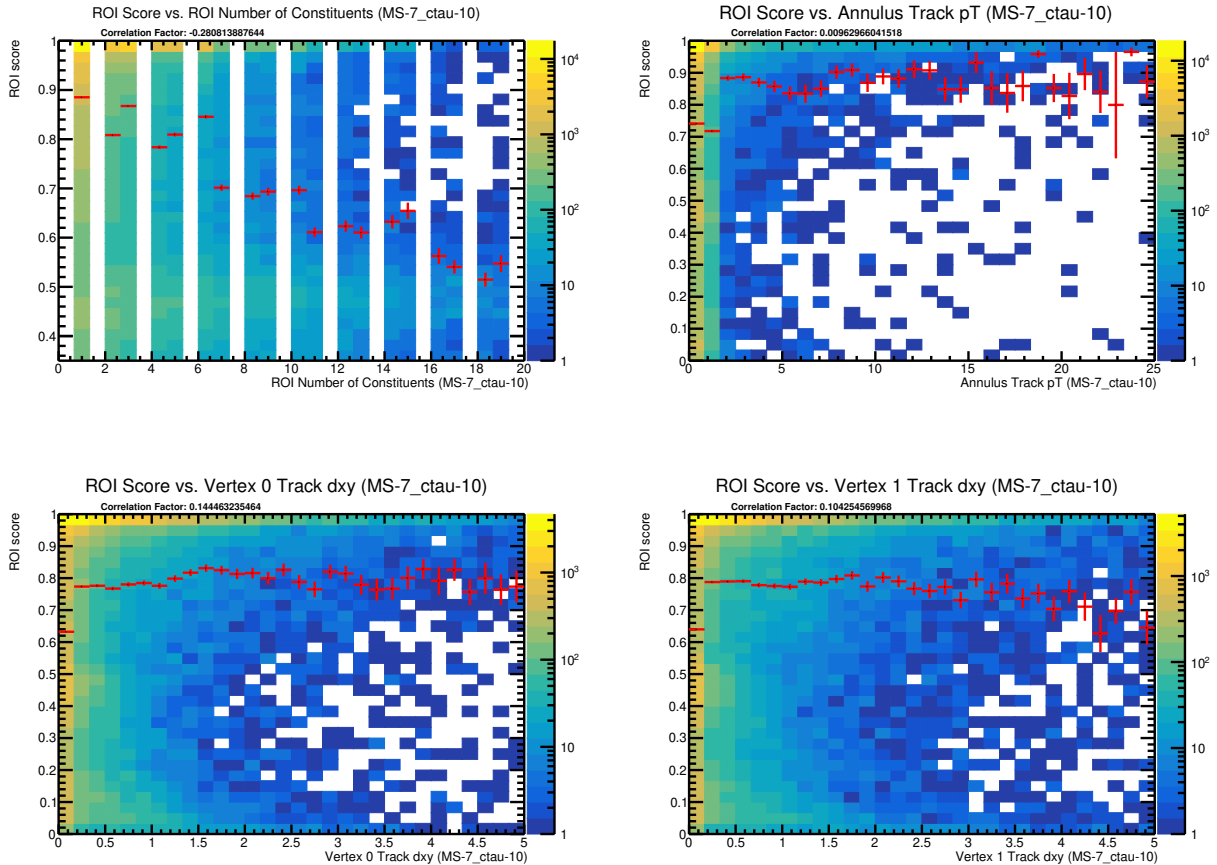 ROI Score vs. ROI Number of Constituents (MS-7_ctau-10)
Correlation Factor: -0.280813887644
ROI score
1
0.9
0.8
0.7
0.6
0.5
0.4
0 2 4 6 8 10 12 14 16 18 20
ROI Number of Constituents (MS-7_ctau-10)
10^4
10^3
10^2
10
1
ROI Score vs. Annulus Track pT (MS-7_ctau-10)
Correlation Factor: 0.00962966041518
ROI score
1
0.9
0.8
0.7
0.6
0.5
0.4
0.3
0.2
0.1
0
0 5 10 15 20 25
Annulus Track pT (MS-7_ctau-10)
10^4
10^3
10^2
10
1
ROI Score vs. Vertex 0 Track dxy (MS-7_ctau-10)
Correlation Factor: 0.144463235464
ROI score
1
0.9
0.8
0.7
0.6
0.5
0.4
0.3
0.2
0.1
0
0 0.5 1 1.5 2 2.5 3 3.5 4 4.5 5
Vertex 0 Track dxy (MS-7_ctau-10)
10^3
10^2
10
1
ROI Score vs. Vertex 1 Track dxy (MS-7_ctau-10)
Correlation Factor: 0.104254569968
ROI score
1
0.9
0.8
0.7
0.6
0.5
0.4
0.3
0.2
0.1
0
0 0.5 1 1.5 2 2.5 3 3.5 4 4.5 5
Vertex 1 Track dxy (MS-7_ctau-10)
10^3
10^2
10
1